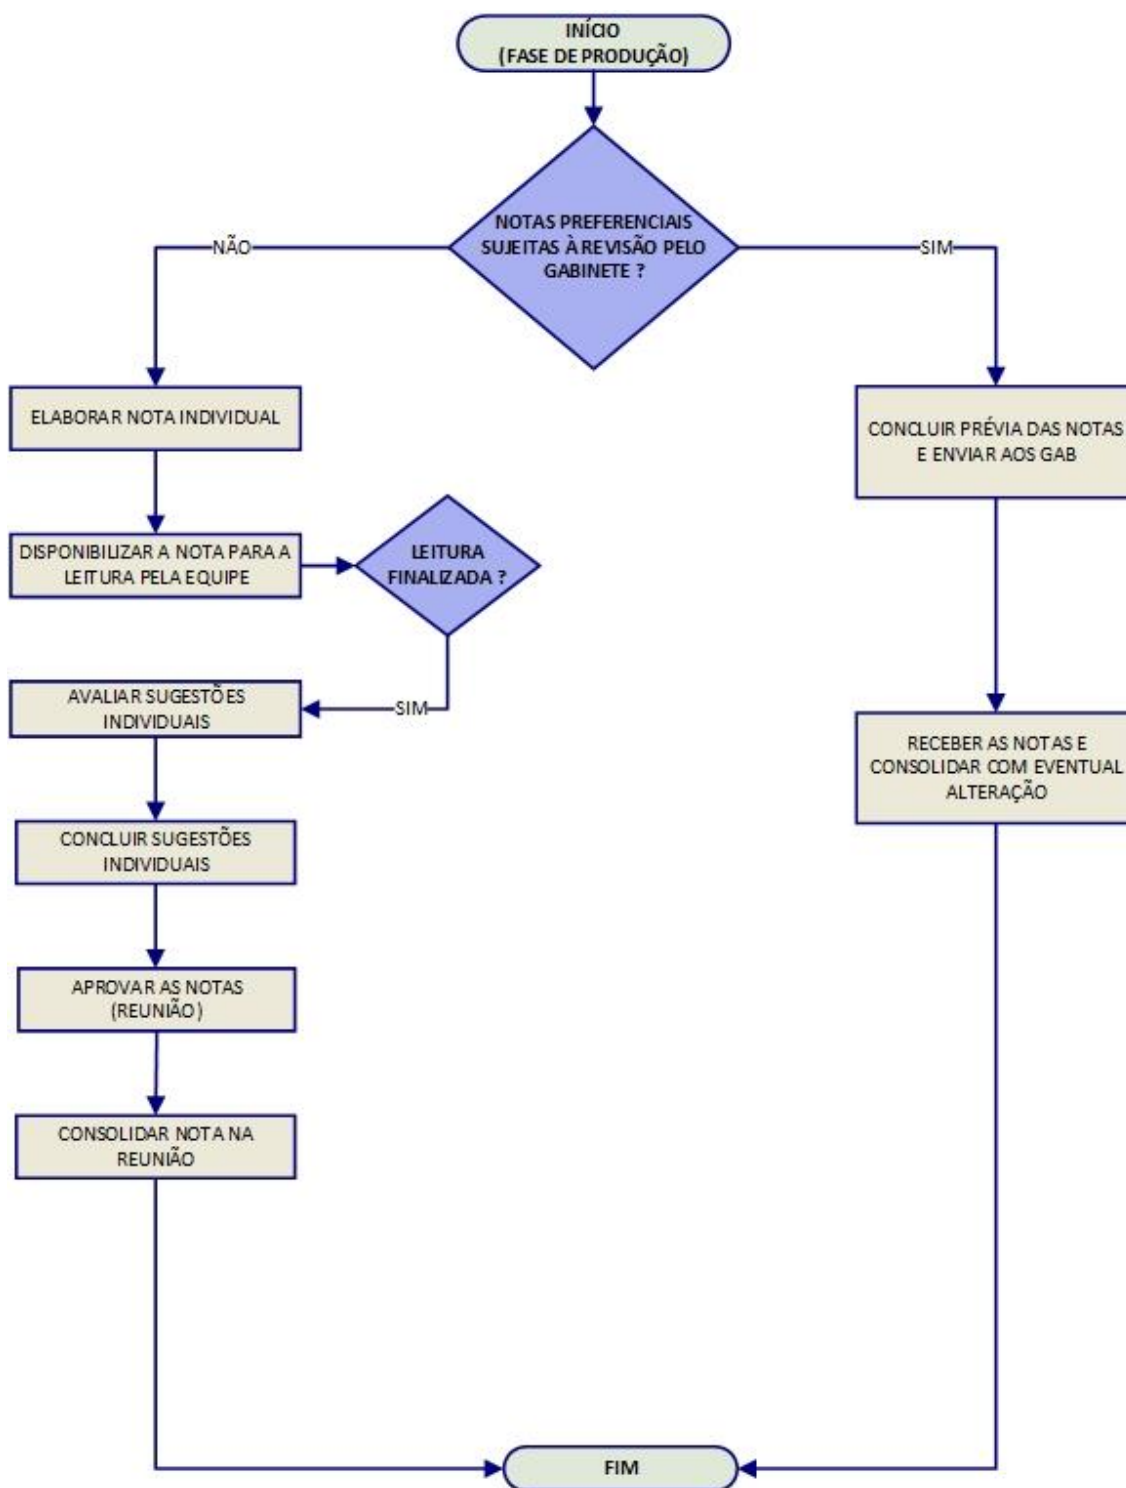 INÍCIO
(FASE DE PRODUÇÃO)
NOTAS PREFERENCIAIS
SUJEITAS À REVISÃO PELO
GABINETE ?
NÃO
SIM
ELABORAR NOTA INDIVIDUAL
CONCLUIR PRÉVIA DAS NOTAS
E ENVIAR AOS GAB
DISPONIBILIZAR A NOTA PARA A
LEITURA PELA EQUIPE
LEITURA
FINALIZADA ?
SIM
AVALIAR SUGESTÕES
INDIVIDUAIS
RECEBER AS NOTAS E
CONSOLIDAR COM EVENTUAL
ALTERAÇÃO
CONCLUIR SUGESTÕES
INDIVIDUAIS
APROVAR AS NOTAS
(REUNIÃO)
CONSOLIDAR NOTA NA
REUNIÃO
FIM